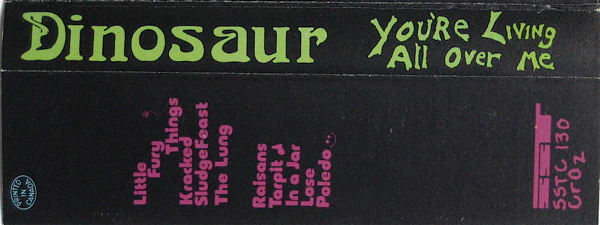 Dinosaur
You're Living
All Over Me
Little
Fury
Things
Kracked
SludgeFeast
The Lung
Raisans
Tarpit
In a Jar
Lose
Poledo
SST
SSTC 130
CrO2
PRINTED
IN
CANADA